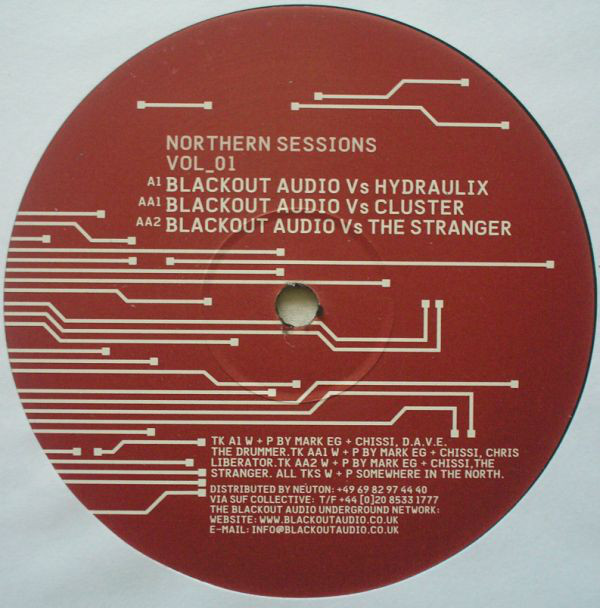 NORTHERN SESSIONS
VOL_01
A1 BLACKOUT AUDIO Vs HYDRAULIX
AA1 BLACKOUT AUDIO Vs CLUSTER
AA2 BLACKOUT AUDIO Vs THE STRANGER
TK A1 W + P BY MARK EG + CHISSI, D.A.V.E.
THE DRUMMER.TK AA1 W + P BY MARK EG + CHISSI, CHRIS
LIBERATOR.TK AA2 W + P BY MARK EG + CHISSI,THE
STRANGER. ALL TKS W + P SOMEWHERE IN THE NORTH.
DISTRIBUTED BY NEUTON: +49 69 82 97 44 40
VIA SUF COLLECTIVE: T/F +44 [0]20 8533 1777
THE BLACKOUT AUDIO UNDERGROUND NETWORK:
WEBSITE: WWW.BLACKOUTAUDIO.CO.UK
E-MAIL: INFO@BLACKOUTAUDIO.CO.UK